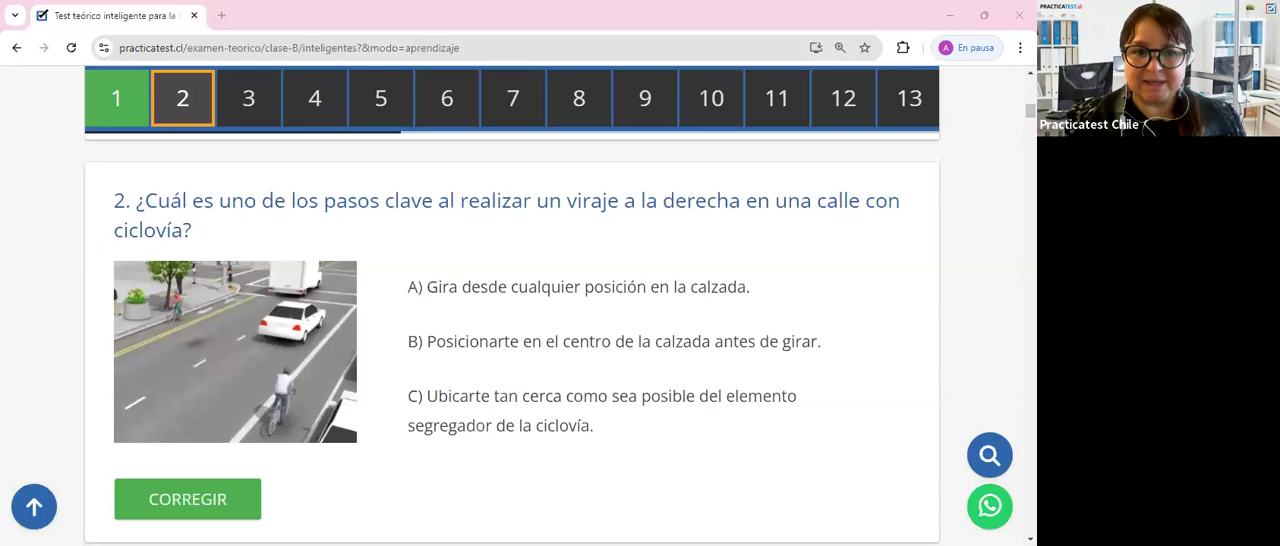 Test teórico inteligente para la
practicatest.cl/examen-teorico/clase-B/inteligentes?&modo=aprendizaje
A
En pausa
PRACTICATEST.cl
Practicatest Chile
1 2 3 4 5 6 7 8 9 10 11 12 13
2. ¿Cuál es uno de los pasos clave al realizar un viraje a la derecha en una calle con
ciclovía?
A) Gira desde cualquier posición en la calzada.
B) Posicionarte en el centro de la calzada antes de girar.
C) Ubicarte tan cerca como sea posible del elemento
segregador de la ciclovía.
CORREGIR